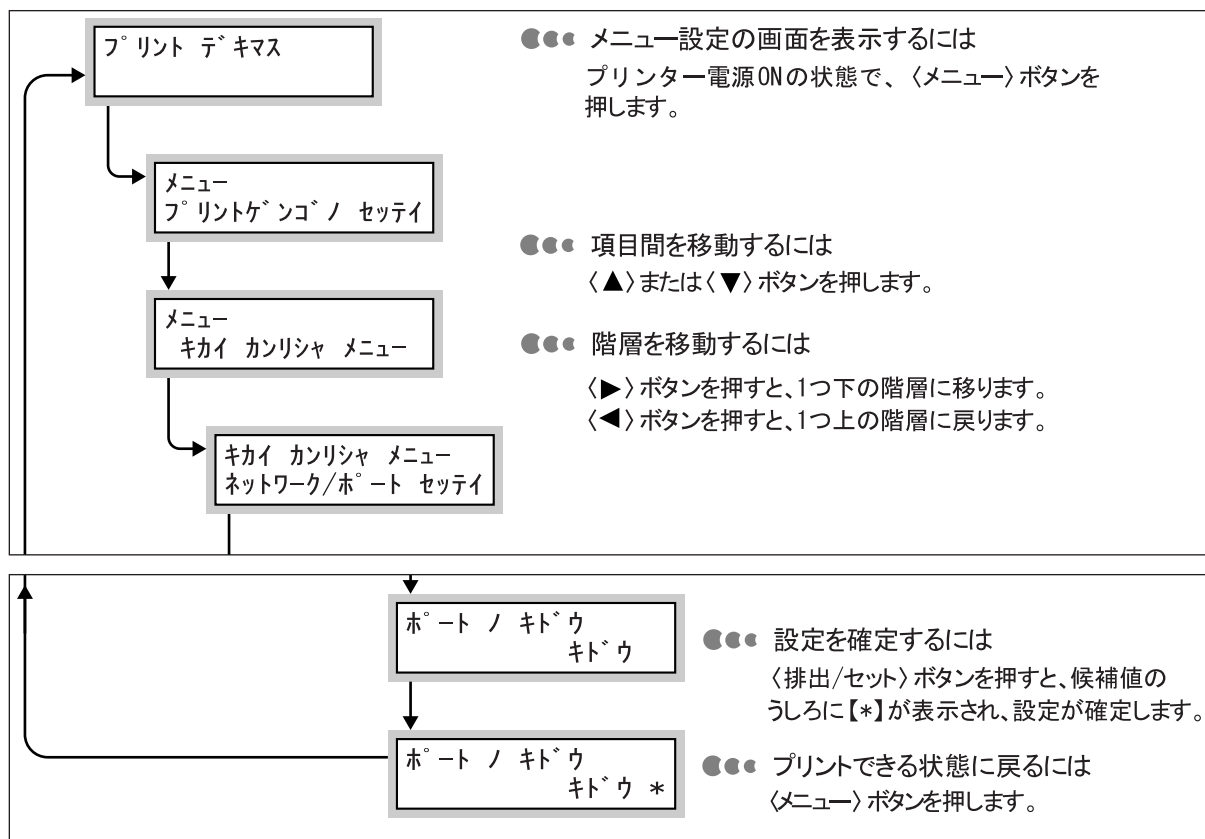 プリント デキマス
●●● メニュー設定の画面を表示するには
プリンター電源ONの状態で、〈メニュー〉ボタンを
押します。
メニュー
プリントゲンゴノ セッテイ
●●● 項目間を移動するには
〈▲〉または〈▼〉ボタンを押します。
メニュー
キカイ カンリシャ メニュー
●●● 階層を移動するには
〈▶〉ボタンを押すと、1つ下の階層に移ります。
〈◀〉ボタンを押すと、1つ上の階層に戻ります。
キカイ カンリシャ メニュー
ネットワーク/ポート セッテイ
ポート ノ キドウ
キドウ
●●● 設定を確定するには
〈排出/セット〉ボタンを押すと、候補値の
うしろに【*】が表示され、設定が確定します。
ポート ノ キドウ
キドウ *
●●● プリントできる状態に戻るには
〈メニュー〉ボタンを押します。